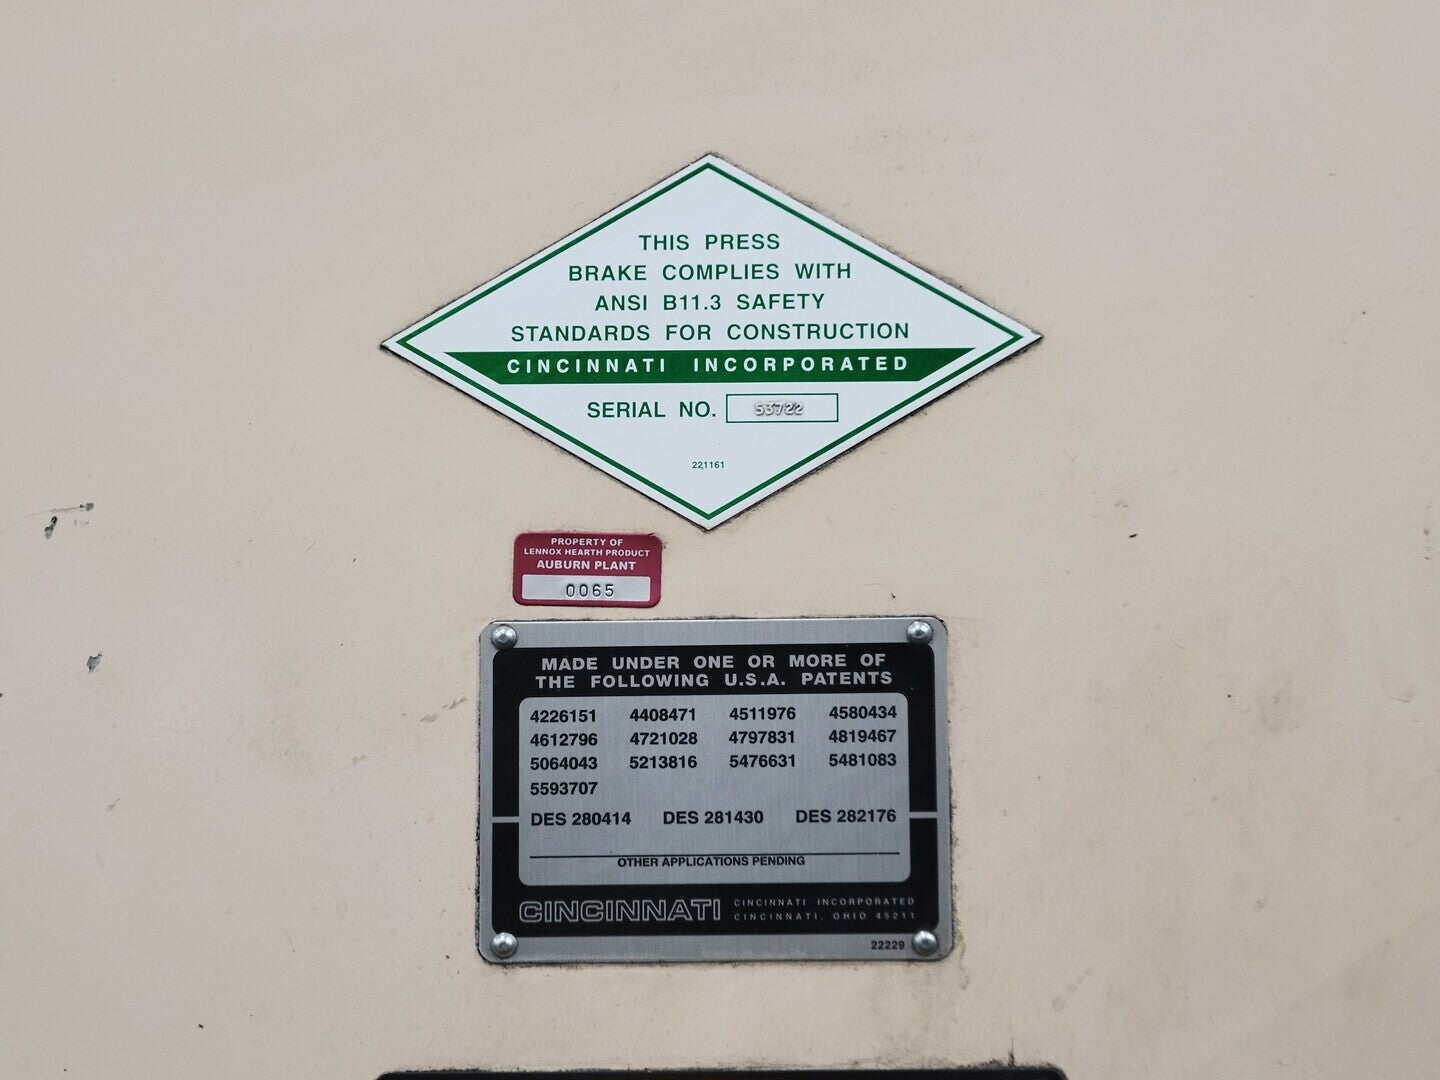 THIS PRESS
BRAKE COMPLIES WITH
ANSI B11.3 SAFETY
STANDARDS FOR CONSTRUCTION
CINCINNATI INCORPORATED
SERIAL NO. 53722
221161
PROPERTY OF
LENNOX HEARTH PRODUCT
AUBURN PLANT
0065
MADE UNDER ONE OR MORE OF
THE FOLLOWING U.S.A. PATENTS
4226151 4408471 4511976 4580434
4612796 4721028 4797831 4819467
5064043 5213816 5476631 5481083
5593707
DES 280414 DES 281430 DES 282176
OTHER APPLICATIONS PENDING
CINCINNATI
CINCINNATI INCORPORATED
CINCINNATI, OHIO 45211
22229